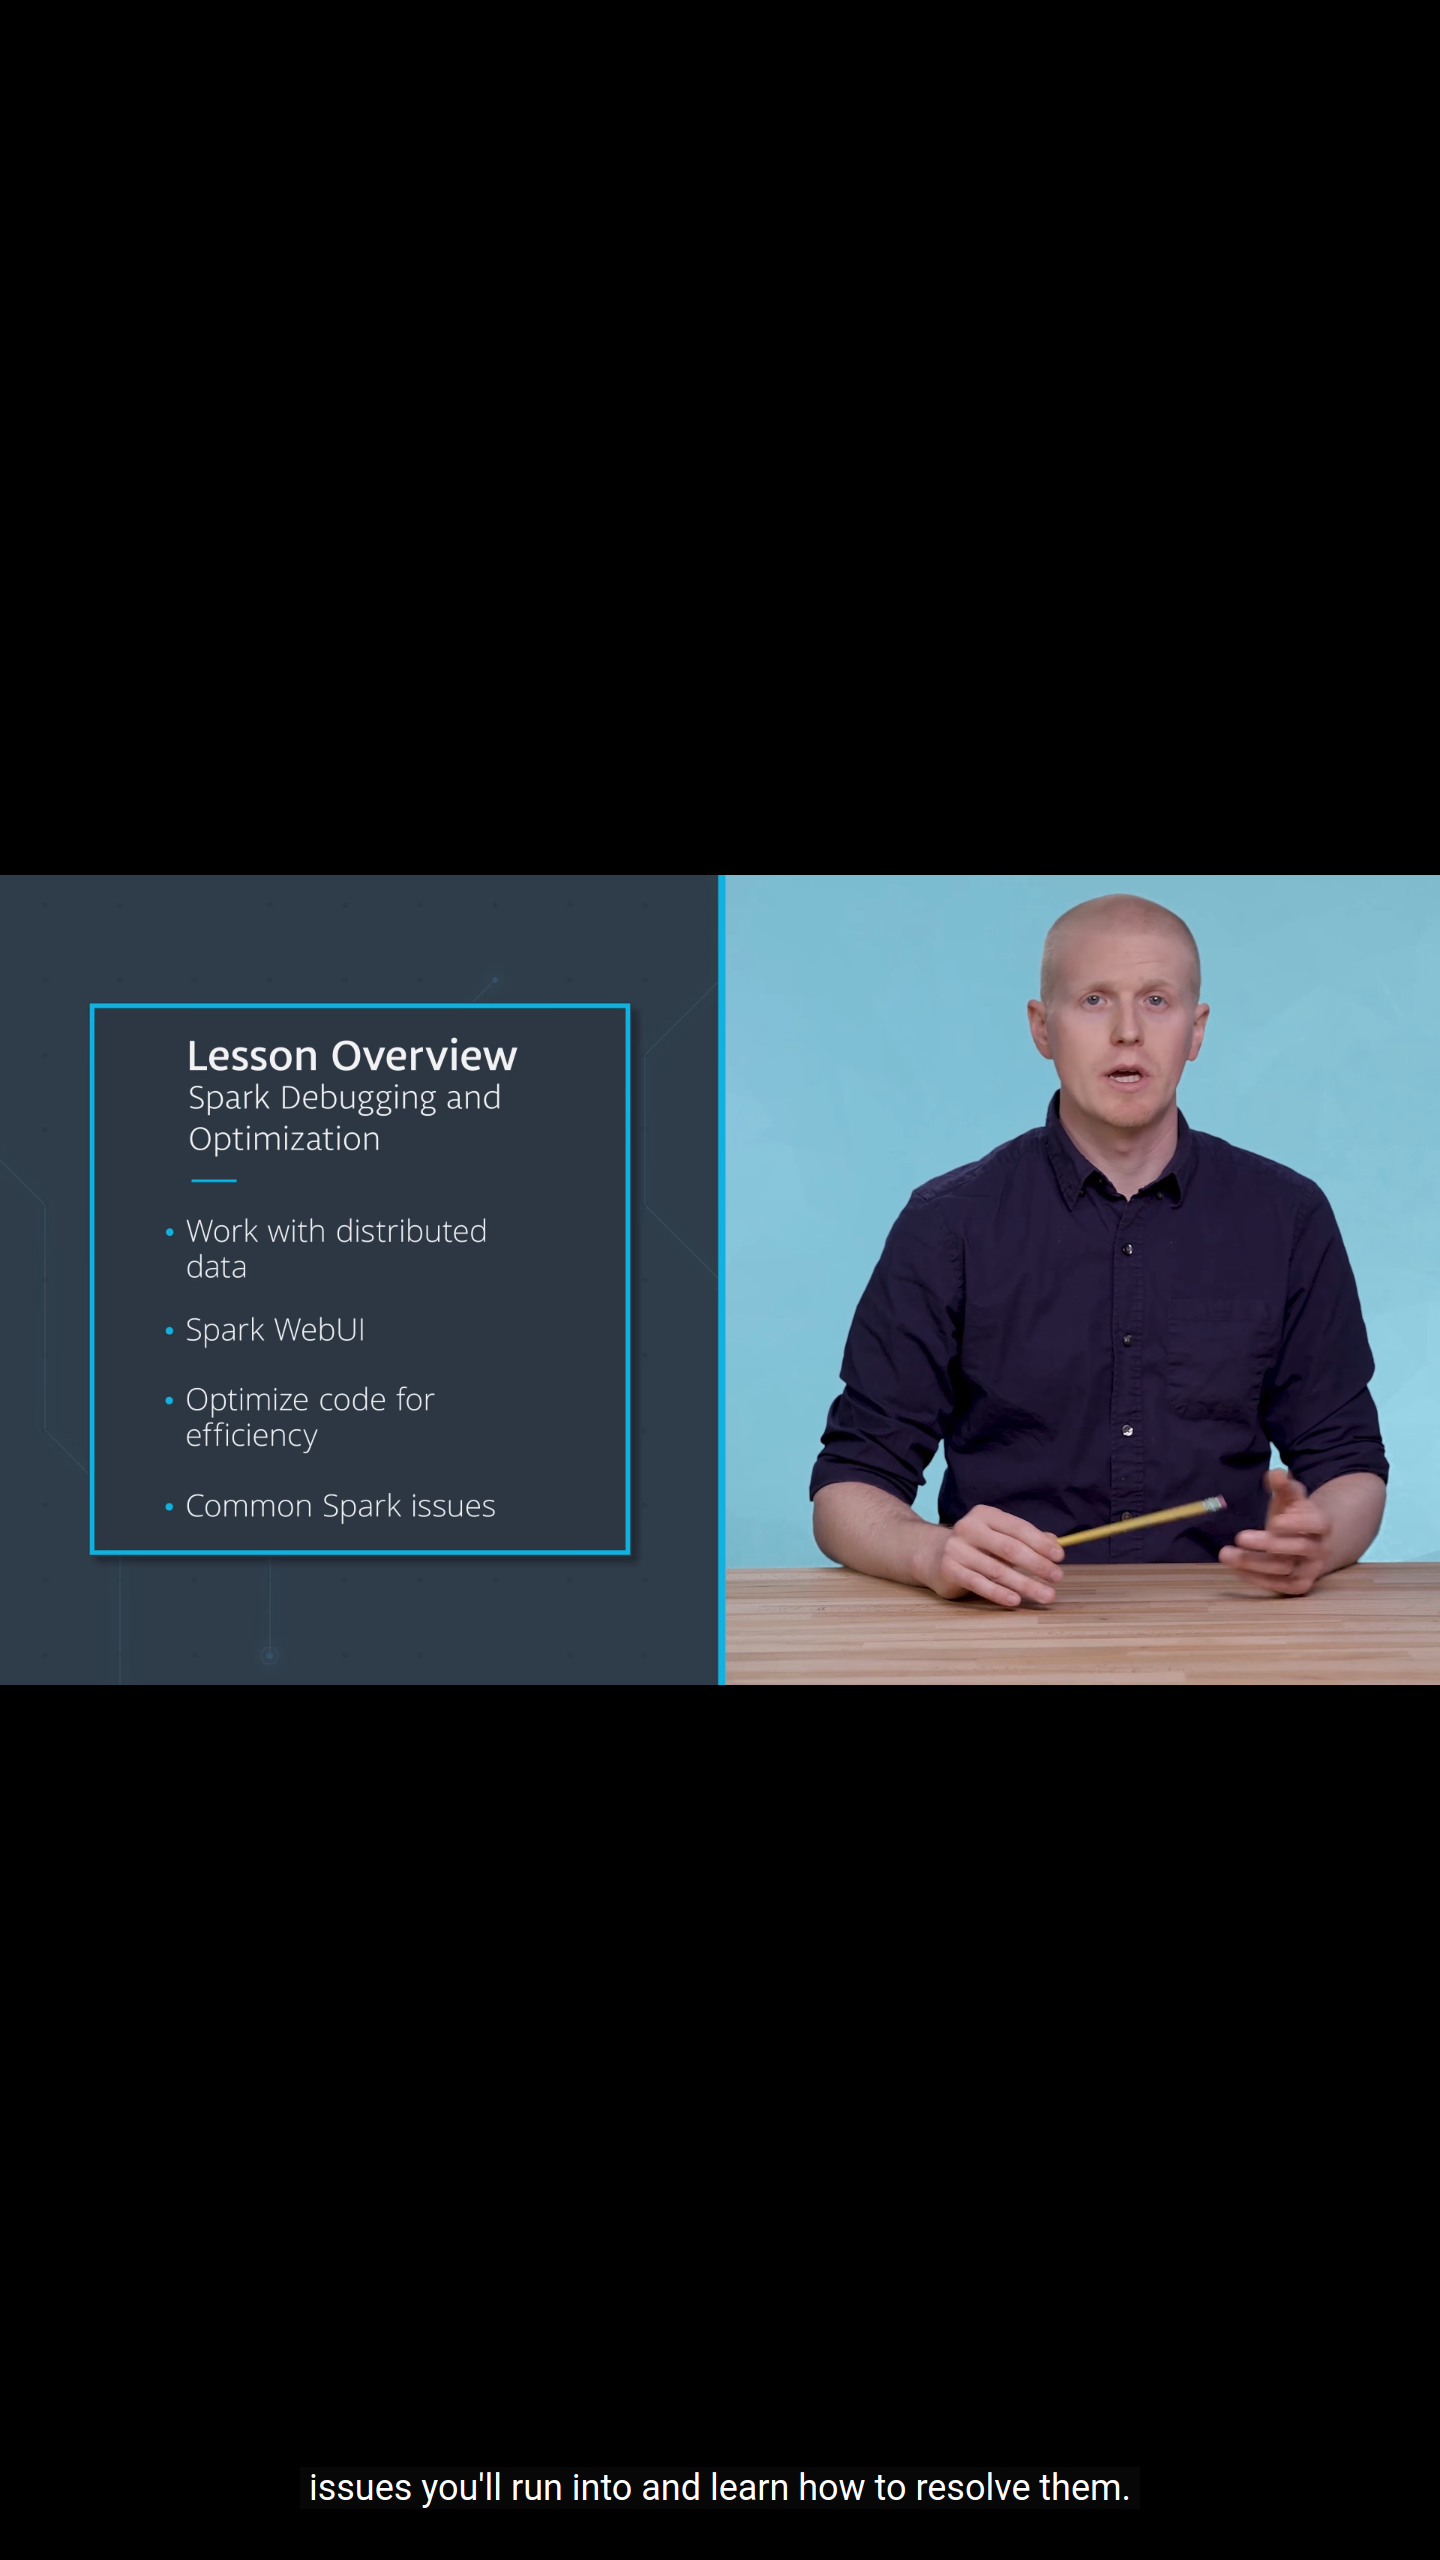 Lesson Overview
Spark Debugging and
Optimization
• Work with distributed
data
• Spark WebUI
• Optimize code for
efficiency
• Common Spark issues
issues you'll run into and learn how to resolve them.